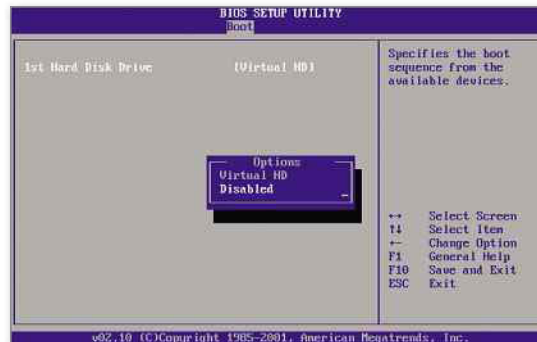 BIOS SETUP UTILITY
Boot
1st Hard Disk Drive [Virtual HD]
Specifies the boot
sequence from the
available devices.
Options
Virtual HD
Disabled
↔ Select Screen
↑↓ Select Item
← Change Option
F1 General Help
F10 Save and Exit
ESC Exit
v02.10 (C)Copyright 1985-2001, American Megatrends, Inc.